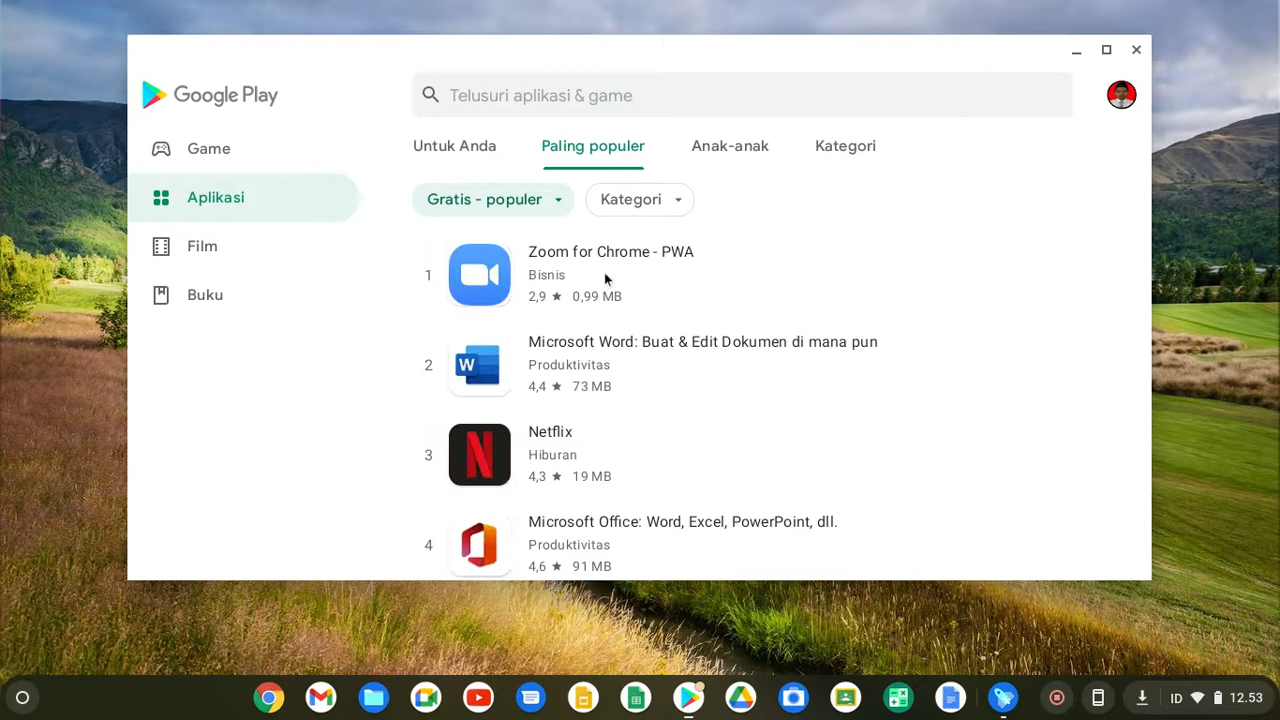 Google Play
Telusuri aplikasi & game
Game
Aplikasi
Film
Buku
Untuk Anda
Paling populer
Anak-anak
Kategori
Gratis - populer
Kategori
1
Zoom for Chrome - PWA
Bisnis
2,9 ★ 0,99 MB
2
W
Microsoft Word: Buat & Edit Dokumen di mana pun
Produktivitas
4,4 ★ 73 MB
3
N
Netflix
Hiburan
4,3 ★ 19 MB
4
Microsoft Office: Word, Excel, PowerPoint, dll.
Produktivitas
4,6 ★ 91 MB
ID 12.53